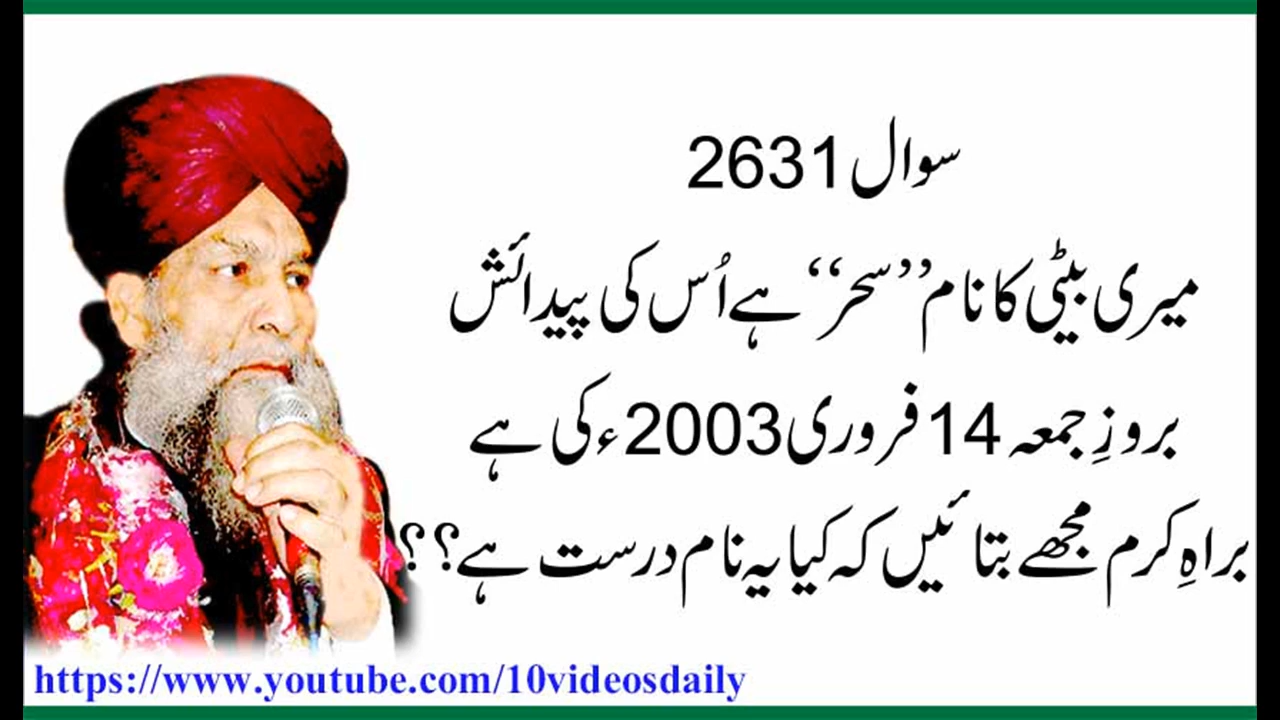 سوال 2631
میری بیٹی کا نام ’’سحر‘‘ ہے اُس کی پیدائش
بروزِ جمعہ 14 فروری 2003ء کی ہے
براہِ کرم مجھے بتائیں کہ کیا یہ نام درست ہے؟؟
https://www.youtube.com/10videosdaily